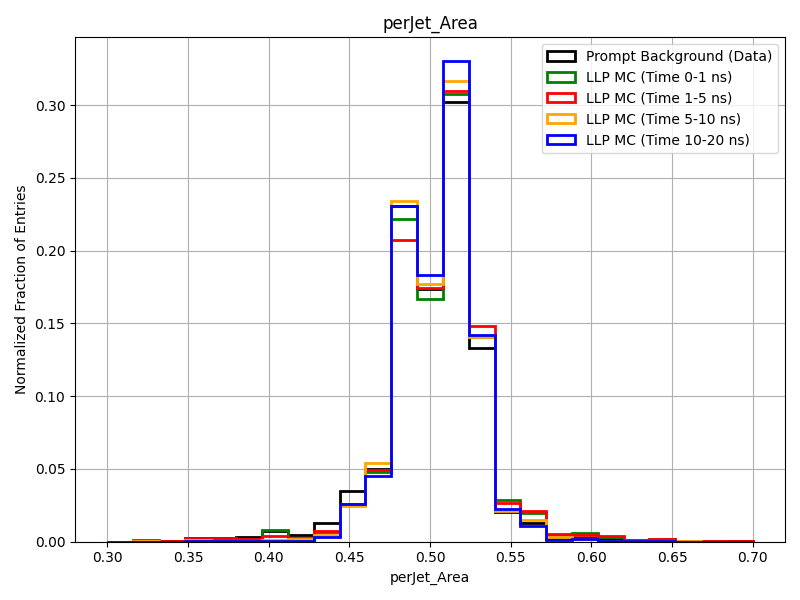 perJet_Area
Prompt Background (Data)
LLP MC (Time 0-1 ns)
LLP MC (Time 1-5 ns)
LLP MC (Time 5-10 ns)
LLP MC (Time 10-20 ns)
Normalized Fraction of Entries
0.30
0.25
0.20
0.15
0.10
0.05
0.00
0.30 0.35 0.40 0.45 0.50 0.55 0.60 0.65 0.70
perJet_Area